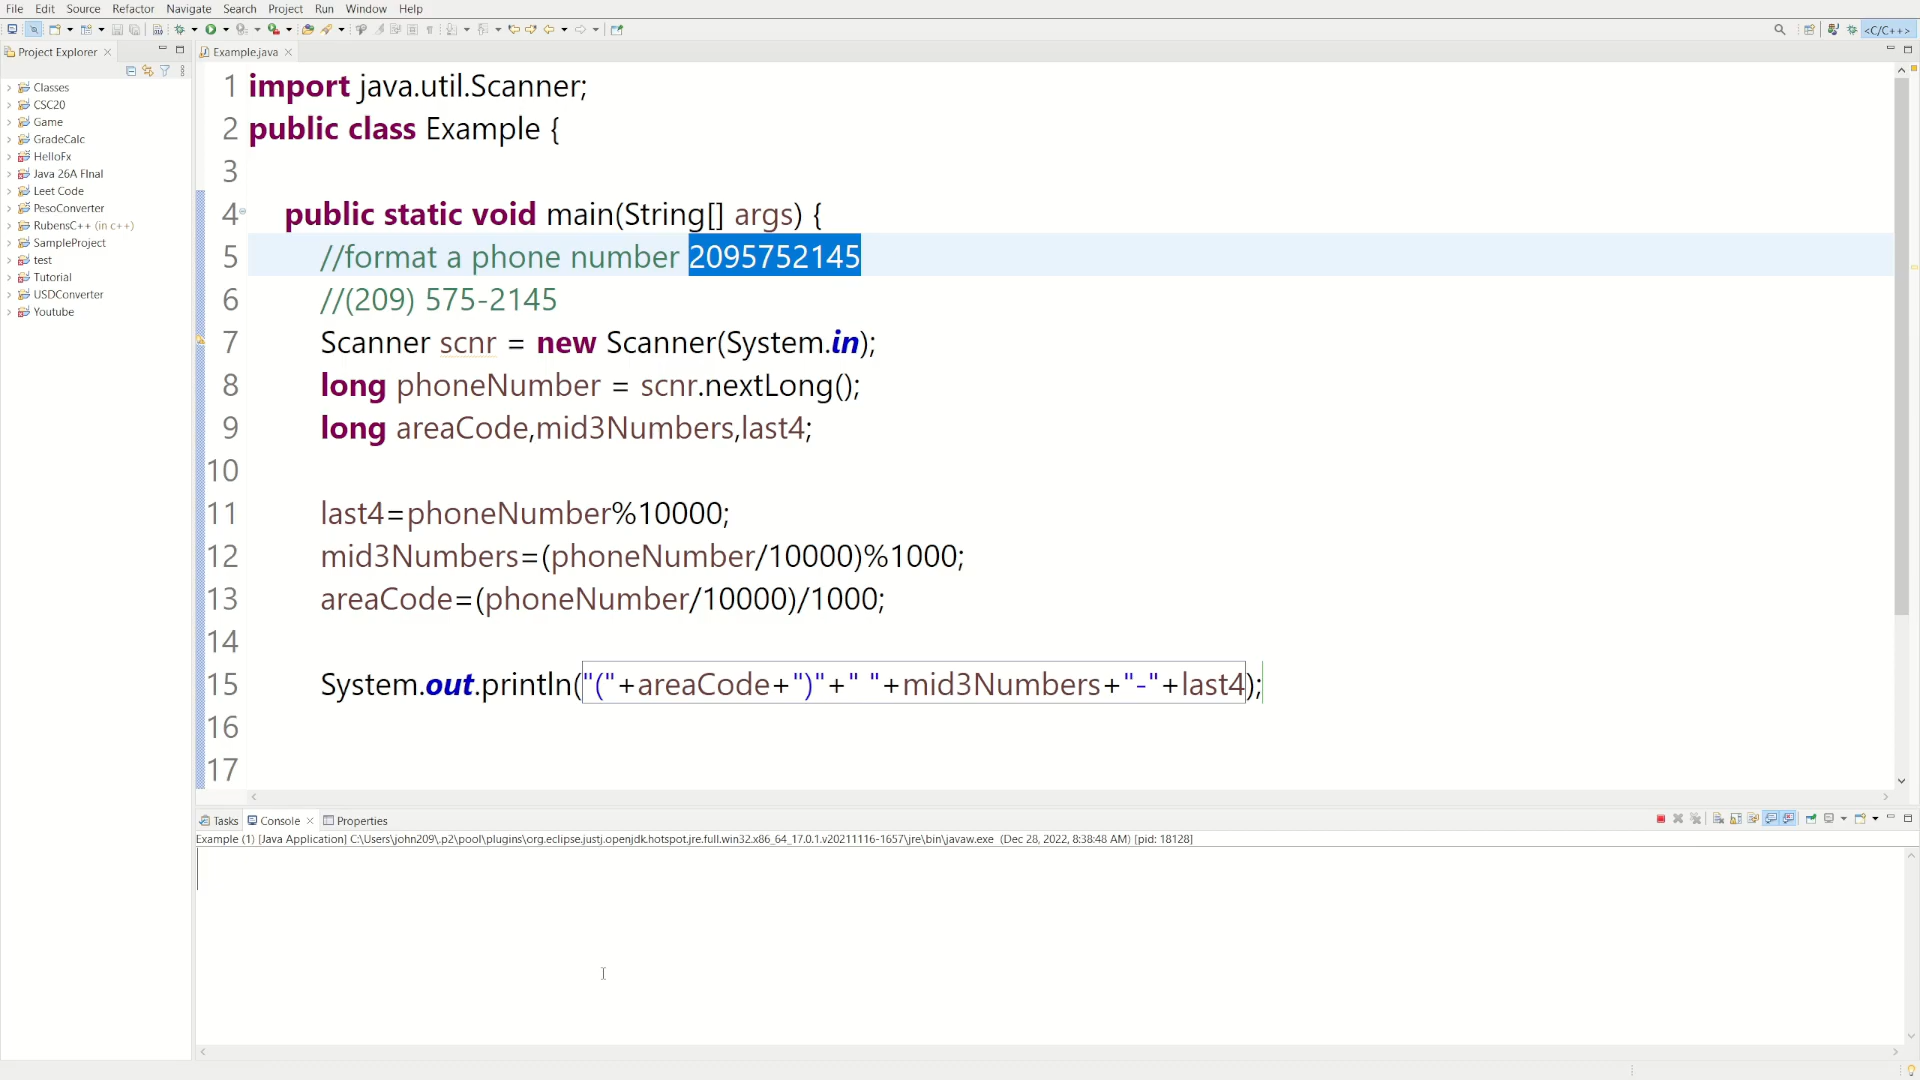 File Edit Source Refactor Navigate Search Project Run Window Help
<C/C++>
Project Explorer
Example.java
Classes
CSC20
Game
GradeCalc
HelloFx
Java 26A FInal
Leet Code
PesoConverter
RubensC++ (in c++)
SampleProject
test
Tutorial
USDConverter
Youtube
1 import java.util.Scanner;
2 public class Example {
3
4 public static void main(String[] args) {
5 //format a phone number 2095752145
6 //(209) 575-2145
7 Scanner scnr = new Scanner(System.in);
8 long phoneNumber = scnr.nextLong();
9 long areaCode,mid3Numbers,last4;
10
11 last4=phoneNumber%10000;
12 mid3Numbers=(phoneNumber/10000)%1000;
13 areaCode=(phoneNumber/10000)/1000;
14
15 System.out.println("("+areaCode+")"+" "+mid3Numbers+"-"+last4);
16
17
Tasks Console Properties
Example (1) [Java Application] C:\Users\john209\.p2\pool\plugins\org.eclipse.justj.openjdk.hotspot.jre.full.win32.x86_64_17.0.1.v20211116-1657\jre\bin\javaw.exe (Dec 28, 2022, 8:38:48 AM) [pid: 18128]